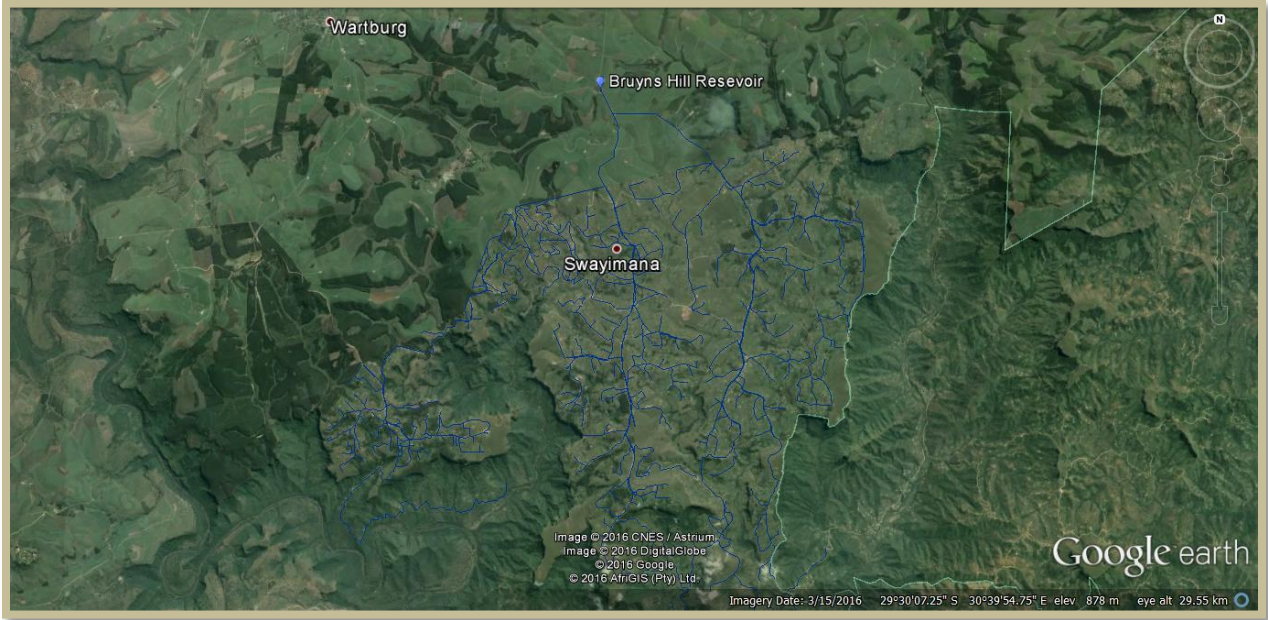 Wartburg
N
Bruyns Hill Resevoir
Swayimana
Image © 2016 CNES / Astrium
Image © 2016 DigitalGlobe
© 2016 Google
© 2016 AfriGIS (Pty) Ltd.
Google earth
Imagery Date: 3/15/2016 29°30'07.25" S 30°39'54.75" E elev 878 m eye alt 29.55 km